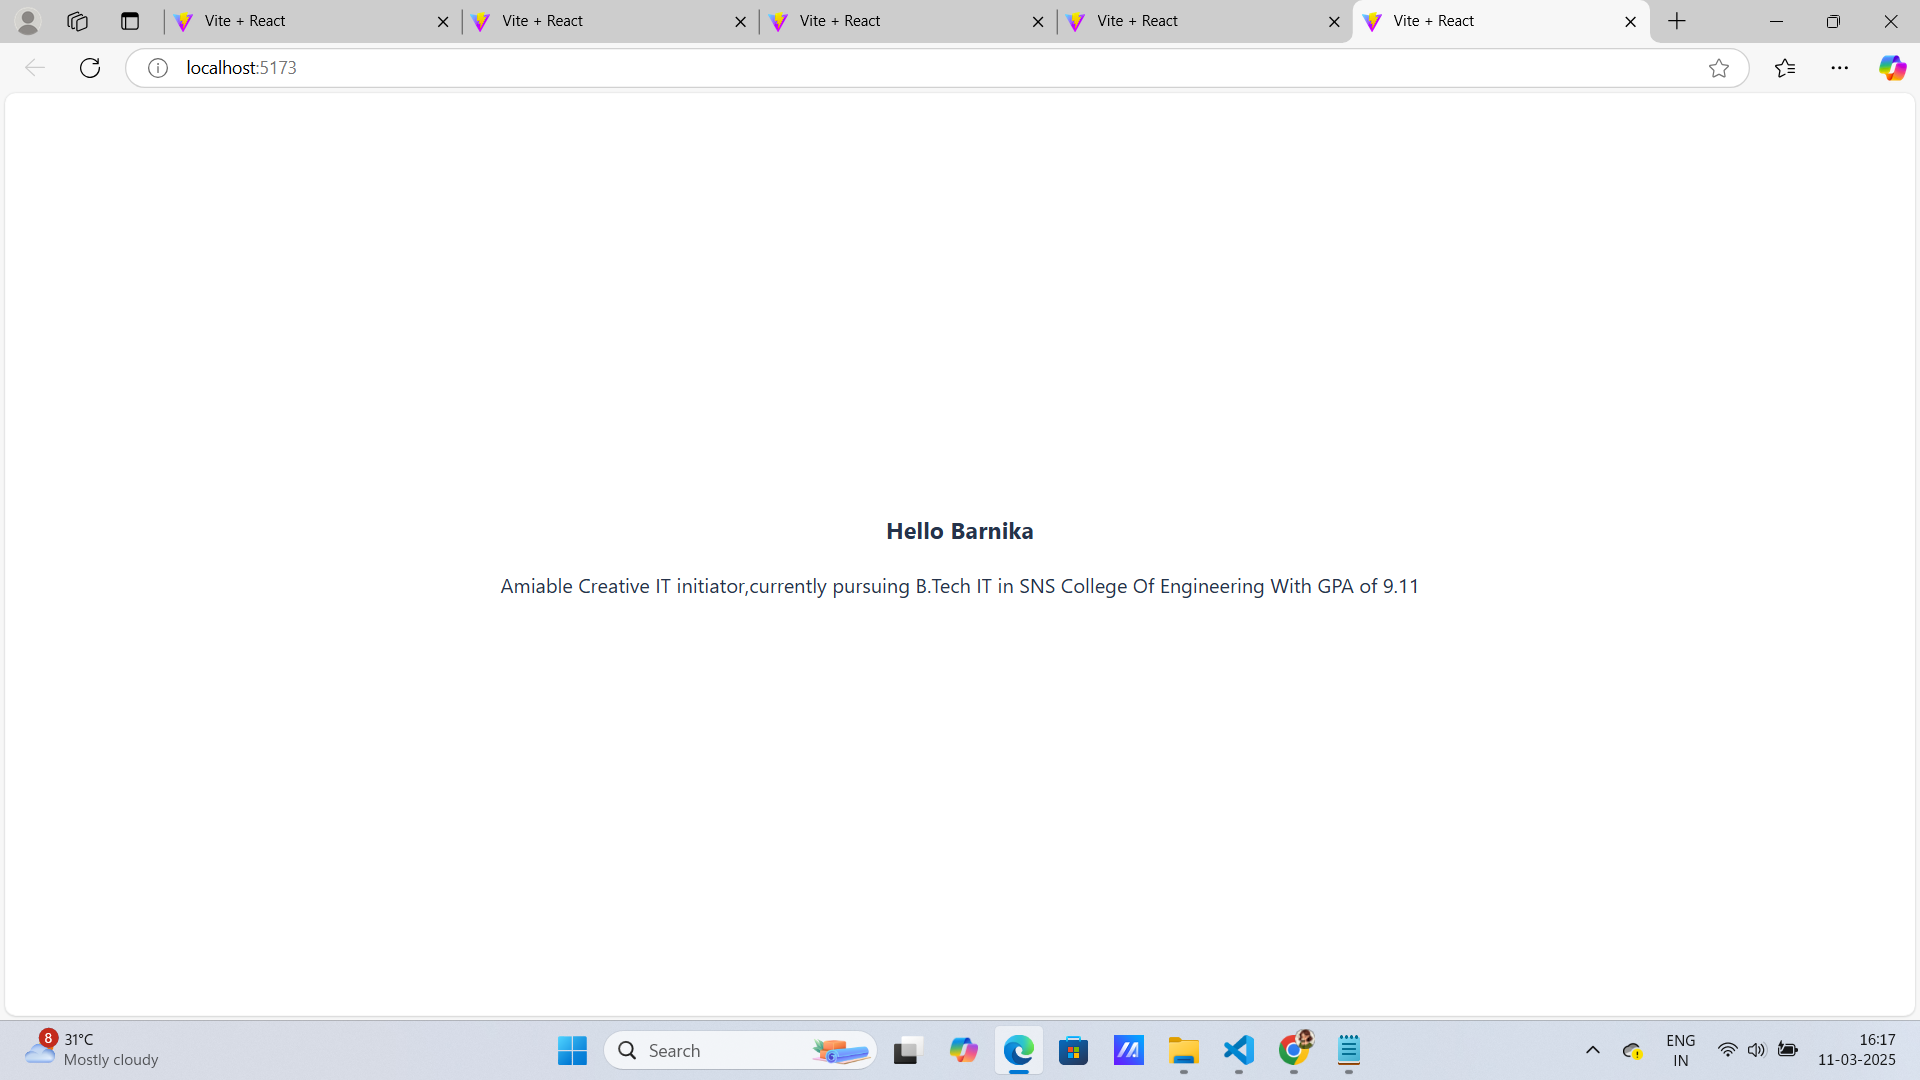 Vite + React
Vite + React
Vite + React
Vite + React
Vite + React
localhost:5173
Hello Barnika
Amiable Creative IT initiator,currently pursuing B.Tech IT in SNS College Of Engineering With GPA of 9.11
8
31°C
Mostly cloudy
Search
ENG
IN
16:17
11-03-2025